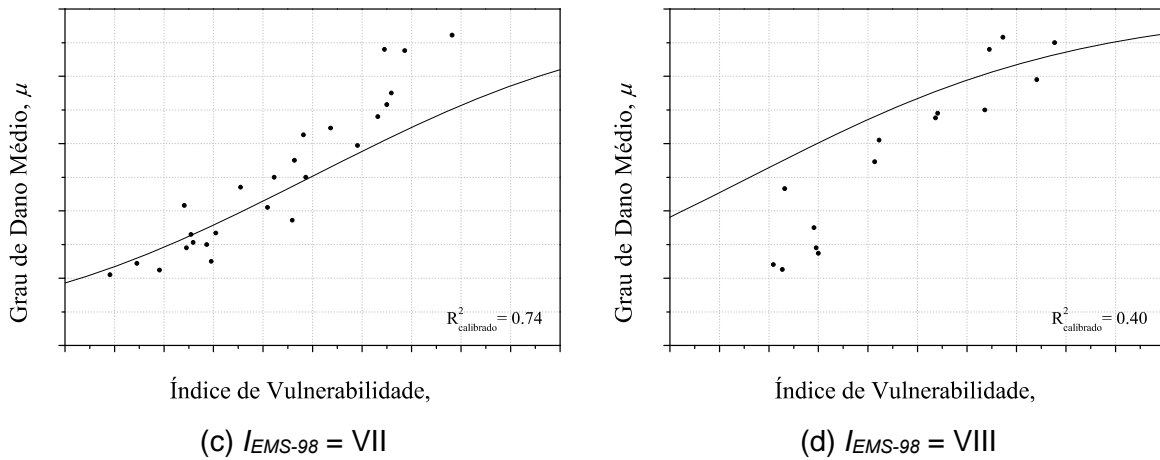 Grau de Dano Médio, μ
R²calibrado = 0.74
Índice de Vulnerabilidade,
(c) IEMS-98 = VII
Grau de Dano Médio, μ
R²calibrado = 0.40
Índice de Vulnerabilidade,
(d) IEMS-98 = VIII